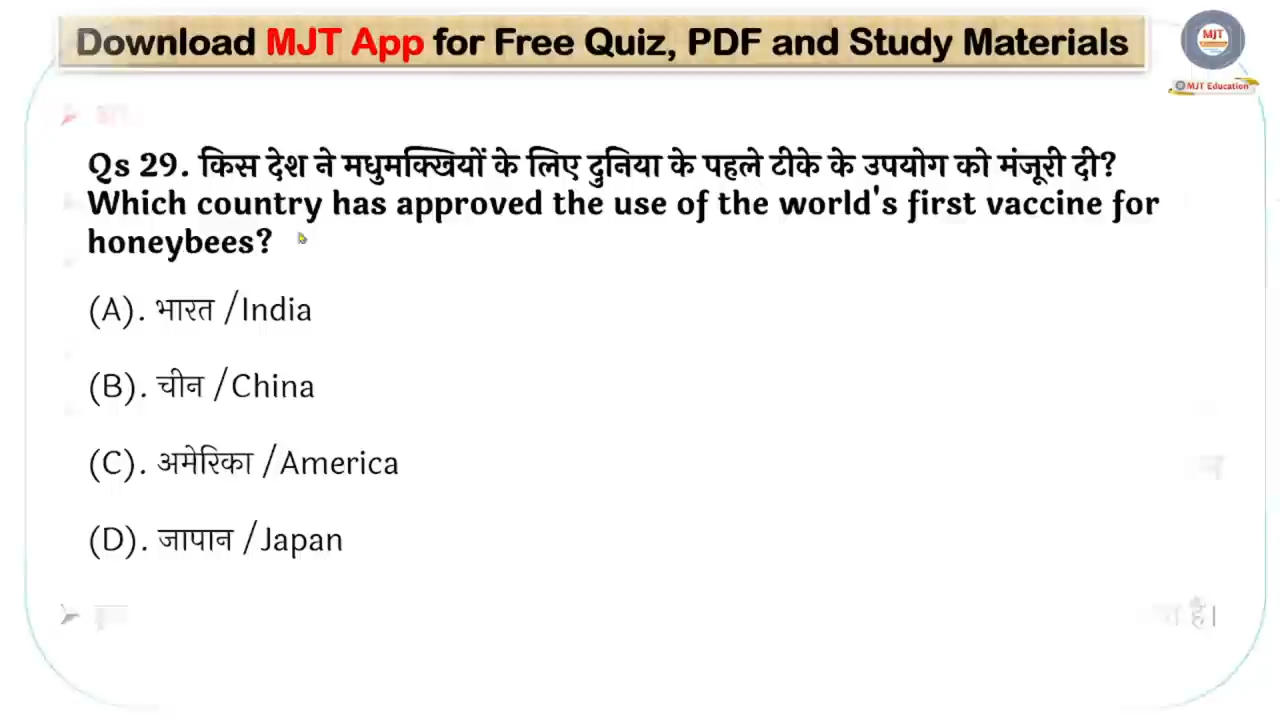 Download MJT App for Free Quiz, PDF and Study Materials
MJT
MJT Education
Qs 29. किस देश ने मधुमक्खियों के लिए दुनिया के पहले टीके के उपयोग को मंजूरी दी?
Which country has approved the use of the world's first vaccine for
honeybees?
(A). भारत /India
(B). चीन /China
(C). अमेरिका /America
(D). जापान /Japan
है।